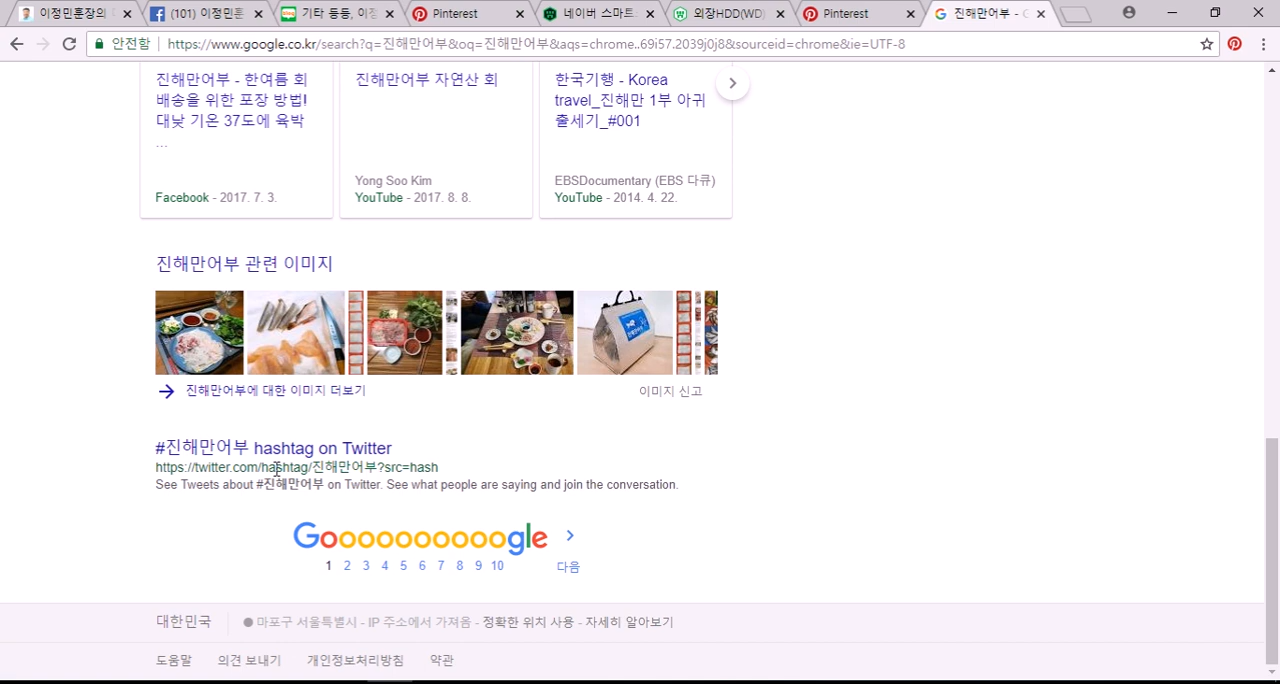 이정민훈장의
(101) 이정민훈
기타 등등, 이정
Pinterest
네이버 스마트
외장HDD(WD)
Pinterest
진해만어부 - G
안전함
https://www.google.co.kr/search?q=진해만어부&oq=진해만어부&aqs=chrome..69i57.2039j0j8&sourceid=chrome&ie=UTF-8
진해만어부 - 한여름 회
배송을 위한 포장 방법!
대낮 기온 37도에 육박
...
Facebook - 2017. 7. 3.
진해만어부 자연산 회
Yong Soo Kim
YouTube - 2017. 8. 8.
한국기행 - Korea
travel_진해만 1부 아귀
출세기_#001
EBSDocumentary (EBS 다큐)
YouTube - 2014. 4. 22.
진해만어부 관련 이미지
진해만어부에 대한 이미지 더보기
이미지 신고
#진해만어부 hashtag on Twitter
https://twitter.com/hashtag/진해만어부?src=hash
See Tweets about #진해만어부 on Twitter. See what people are saying and join the conversation.
Goooooooooogle
1 2 3 4 5 6 7 8 9 10 다음
대한민국
마포구 서울특별시 - IP 주소에서 가져옴 - 정확한 위치 사용 - 자세히 알아보기
도움말 의견 보내기 개인정보처리방침 약관